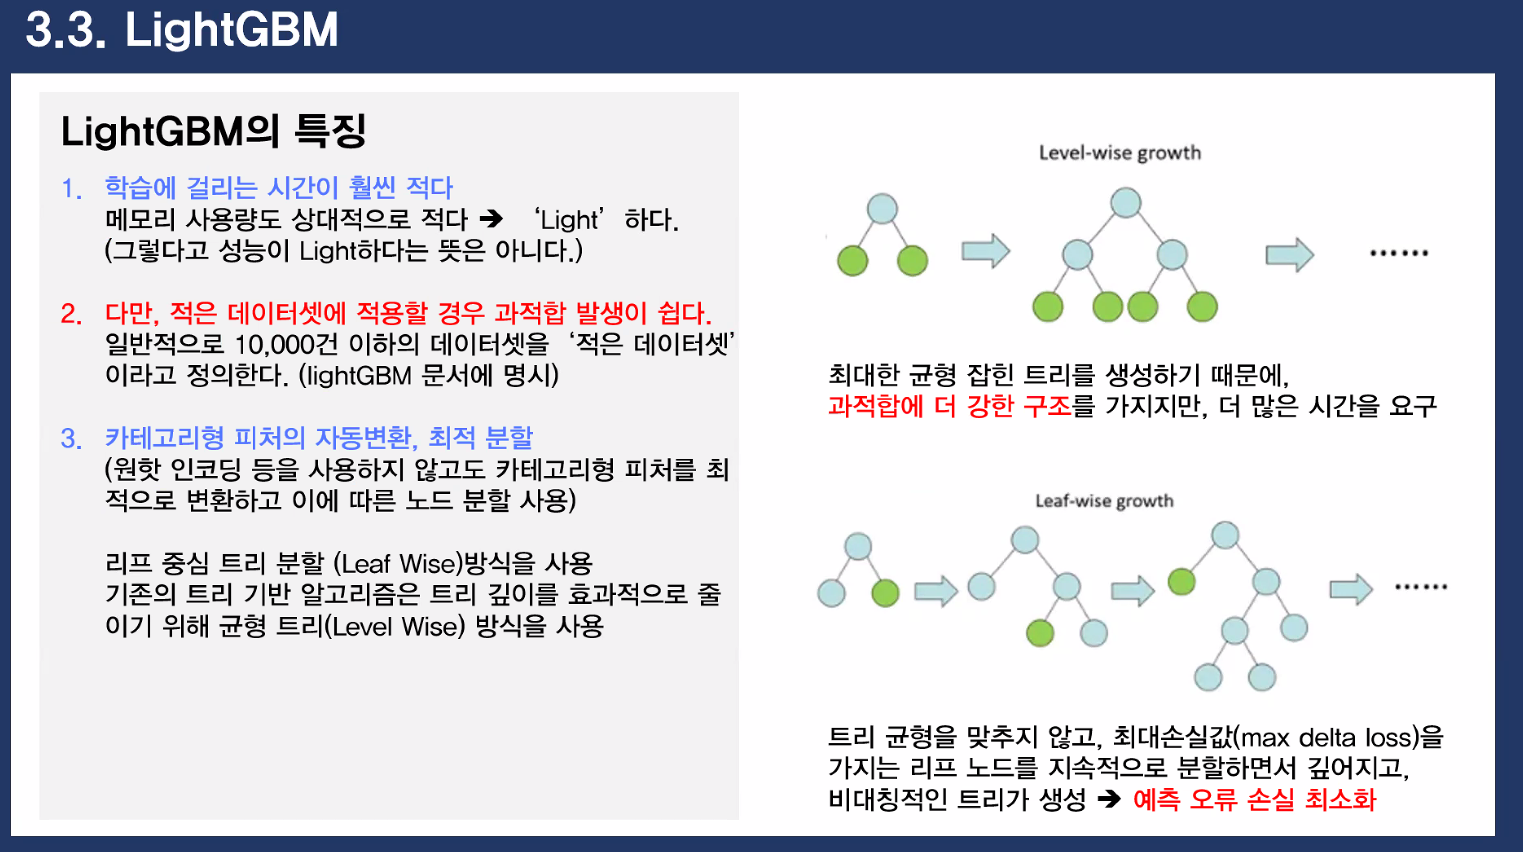 3.3. LightGBM
LightGBM의 특징
1. 학습에 걸리는 시간이 훨씬 적다
메모리 사용량도 상대적으로 적다 ➔ ‘Light’ 하다.
(그렇다고 성능이 Light하다는 뜻은 아니다.)
2. 다만, 적은 데이터셋에 적용할 경우 과적합 발생이 쉽다.
일반적으로 10,000건 이하의 데이터셋을 ‘적은 데이터셋’
이라고 정의한다. (lightGBM 문서에 명시)
3. 카테고리형 피처의 자동변환, 최적 분할
(원핫 인코딩 등을 사용하지 않고도 카테고리형 피처를 최
적으로 변환하고 이에 따른 노드 분할 사용)
리프 중심 트리 분할 (Leaf Wise)방식을 사용
기존의 트리 기반 알고리즘은 트리 깊이를 효과적으로 줄
이기 위해 균형 트리(Level Wise) 방식을 사용
Level-wise growth
······
최대한 균형 잡힌 트리를 생성하기 때문에,
과적합에 더 강한 구조를 가지지만, 더 많은 시간을 요구
Leaf-wise growth
······
트리 균형을 맞추지 않고, 최대손실값(max delta loss)을
가지는 리프 노드를 지속적으로 분할하면서 깊어지고,
비대칭적인 트리가 생성 ➔ 예측 오류 손실 최소화